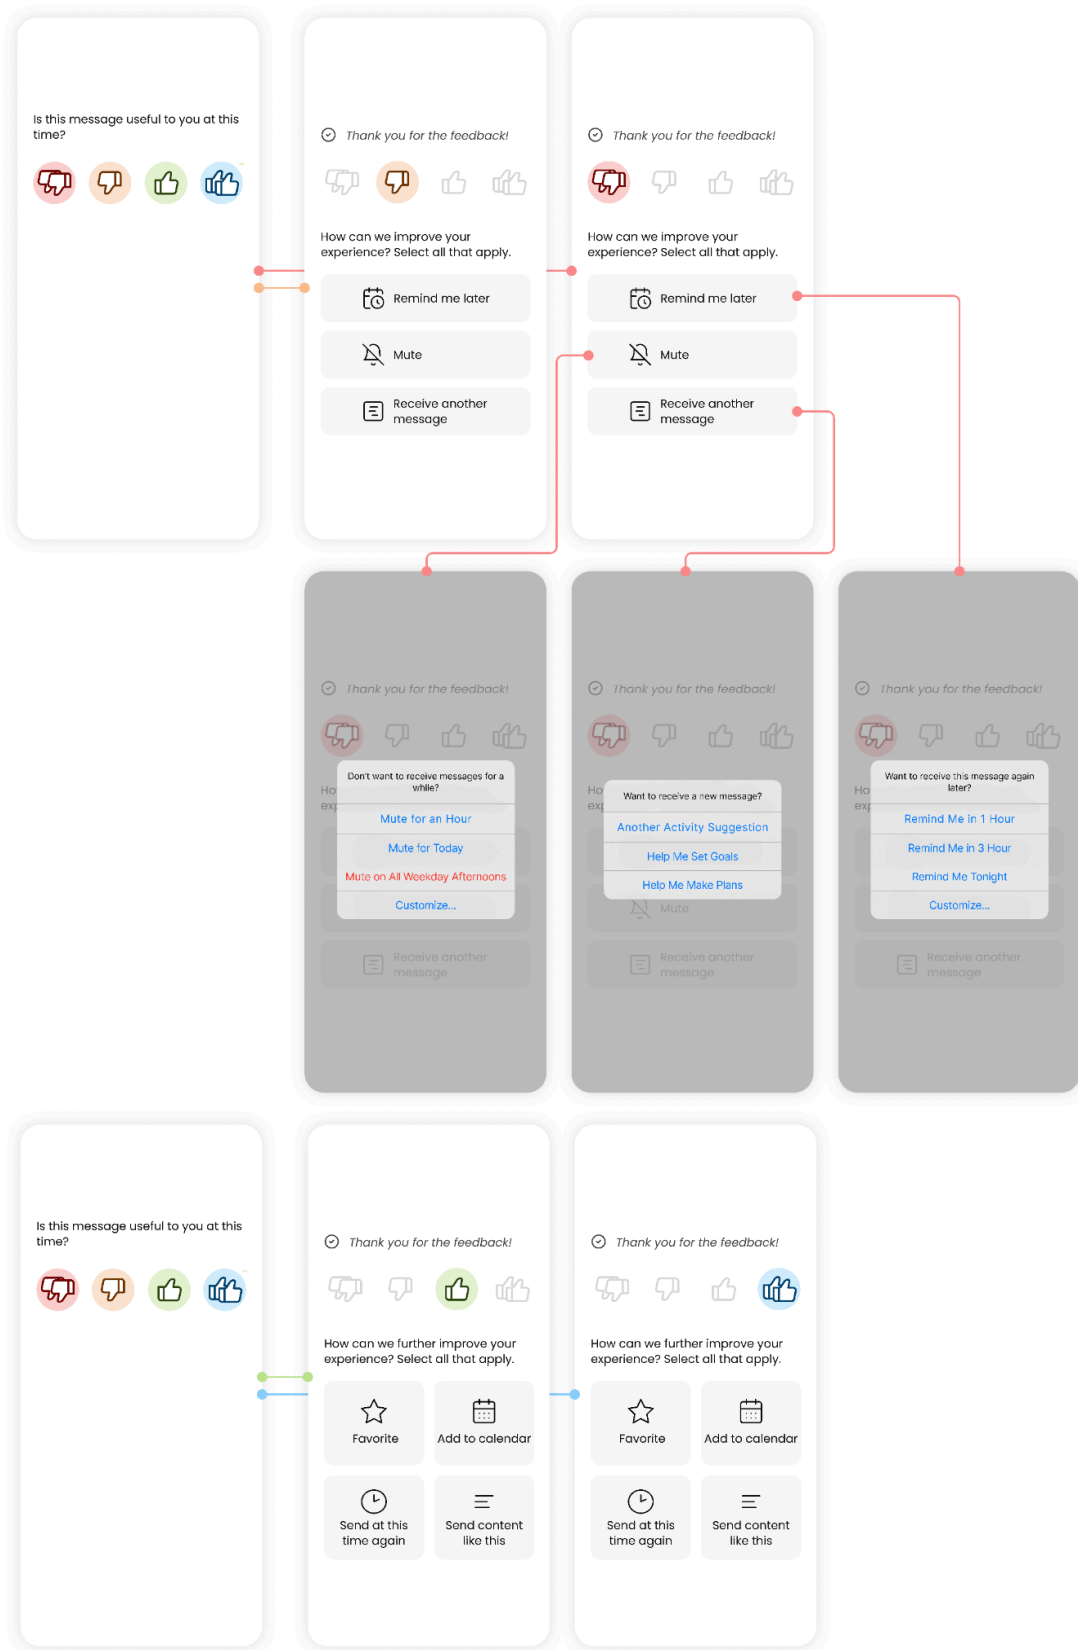 Is this message useful to you at this
time?
Thank you for the feedback!
How can we improve your
experience? Select all that apply.
Remind me later
Mute
Receive another
message
Thank you for the feedback!
How can we improve your
experience? Select all that apply.
Remind me later
Mute
Receive another
message
Thank you for the feedback!
Ho
exp
Don't want to receive messages for a
while?
Mute for an Hour
Mute for Today
Mute on All Weekday Afternoons
Customize...
Receive another
message
Thank you for the feedback!
Ho
exp
Want to receive a new message?
Another Activity Suggestion
Help Me Set Goals
Help Me Make Plans
Mute
Receive another
message
Thank you for the feedback!
Ho
exp
Want to receive this message again
later?
Remind Me in 1 Hour
Remind Me in 3 Hour
Remind Me Tonight
Customize...
Receive another
message
Is this message useful to you at this
time?
Thank you for the feedback!
How can we further improve your
experience? Select all that apply.
Favorite
Add to calendar
Send at this
time again
Send content
like this
Thank you for the feedback!
How can we further improve your
experience? Select all that apply.
Favorite
Add to calendar
Send at this
time again
Send content
like this